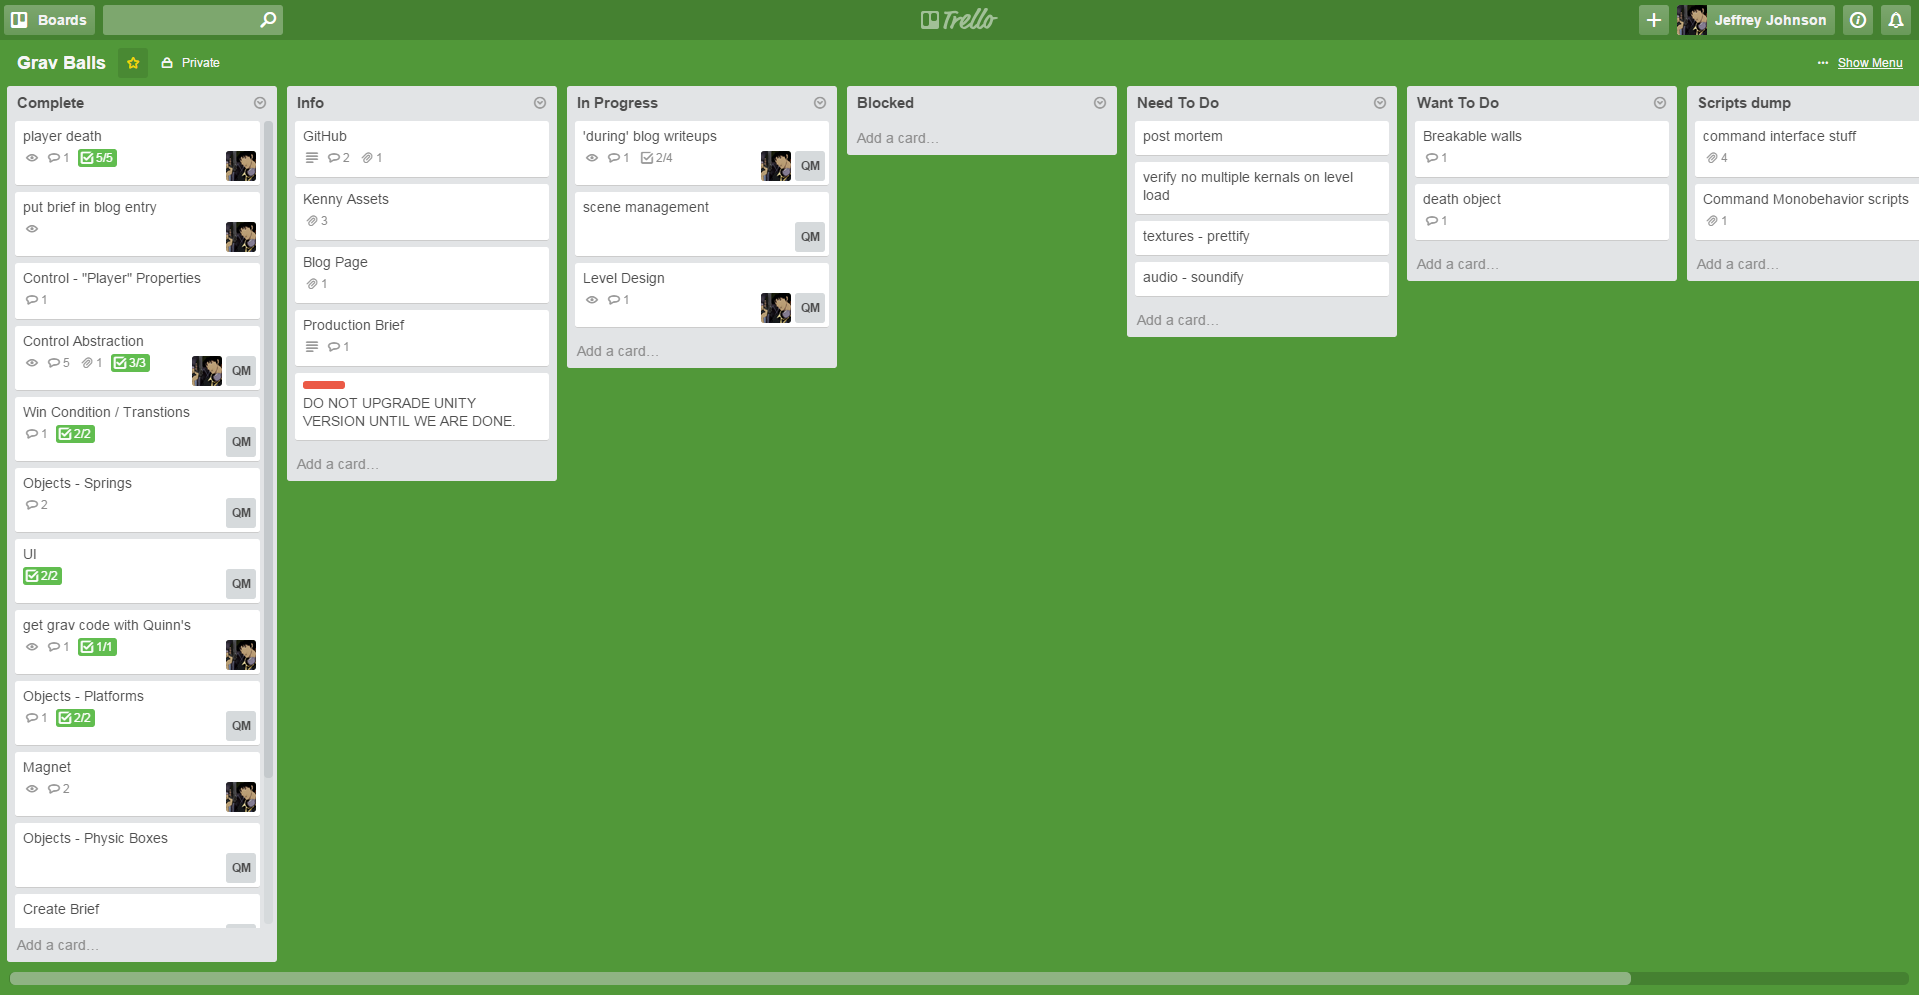 Boards
Trello
Jeffrey Johnson
Grav Balls
Private
Show Menu
Complete
player death
1
5/5
put brief in blog entry
Control - "Player" Properties
1
Control Abstraction
5
1
3/3
QM
Win Condition / Transtions
1
2/2
QM
Objects - Springs
2
QM
UI
2/2
QM
get grav code with Quinn's
1
1/1
Objects - Platforms
1
2/2
QM
Magnet
2
Objects - Physic Boxes
QM
Create Brief
Add a card…
Info
GitHub
2
1
Kenny Assets
3
Blog Page
1
Production Brief
1
DO NOT UPGRADE UNITY
VERSION UNTIL WE ARE DONE.
Add a card…
In Progress
'during' blog writeups
1
2/4
QM
scene management
QM
Level Design
1
QM
Add a card…
Blocked
Add a card…
Need To Do
post mortem
verify no multiple kernals on level
load
textures - prettify
audio - soundify
Add a card…
Want To Do
Breakable walls
1
death object
1
Add a card…
Scripts dump
command interface stuff
4
Command Monobehavior scripts
1
Add a card…